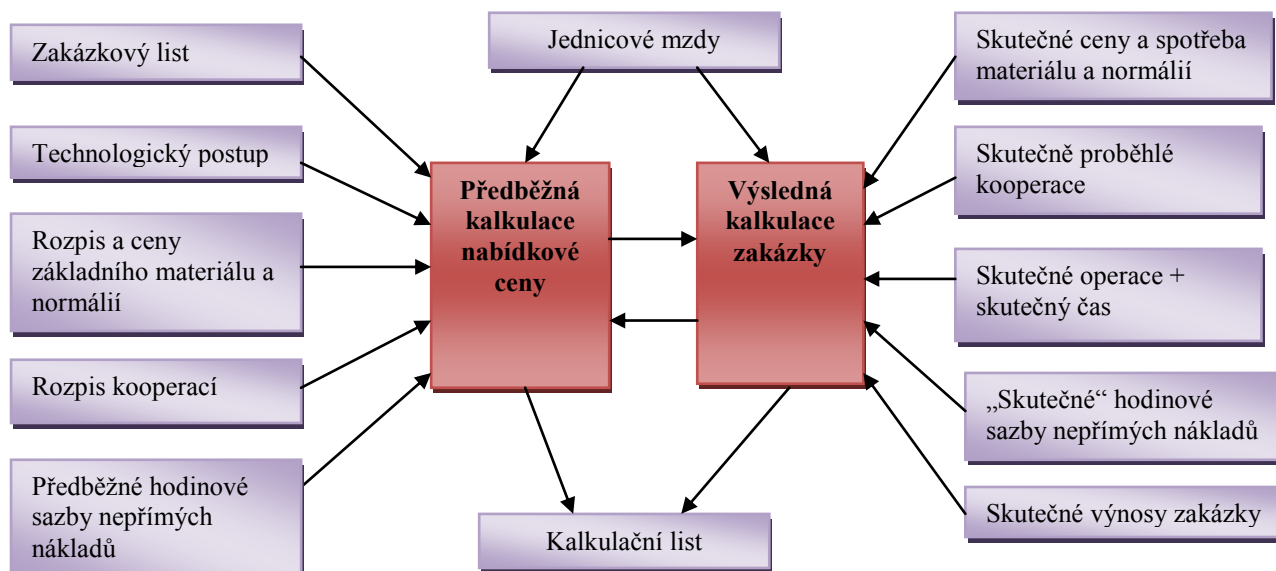 Zakázkový list
Technologický postup
Rozpis a ceny
základního materiálu a
normálií
Rozpis kooperací
Předběžné hodinové
sazby nepřímých
nákladů
Jednicové mzdy
Předběžná
kalkulace
nabídkové
ceny
Výsledná
kalkulace
zakázky
Kalkulační list
Skutečné ceny a spotřeba
materiálu a normálií
Skutečně proběhlé
kooperace
Skutečné operace +
skutečný čas
„Skutečné“ hodinové
sazby nepřímých nákladů
Skutečné výnosy zakázky